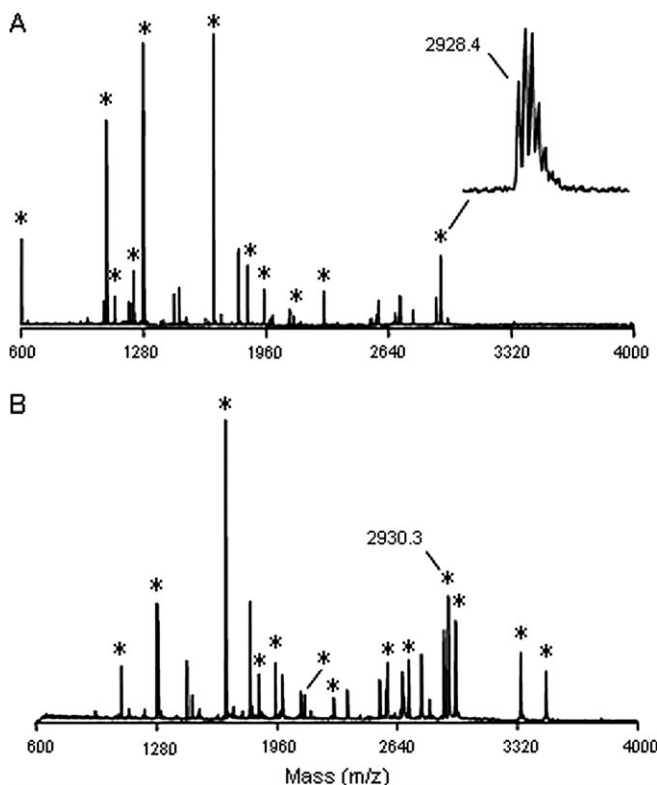 A
2928.4
* * * * * * * * * * * *
600 1280 1960 2640 3320 4000
B
2930.3
* * * * * * * * * * * * * *
600 1280 1960 2640 3320 4000
Mass (m/z)